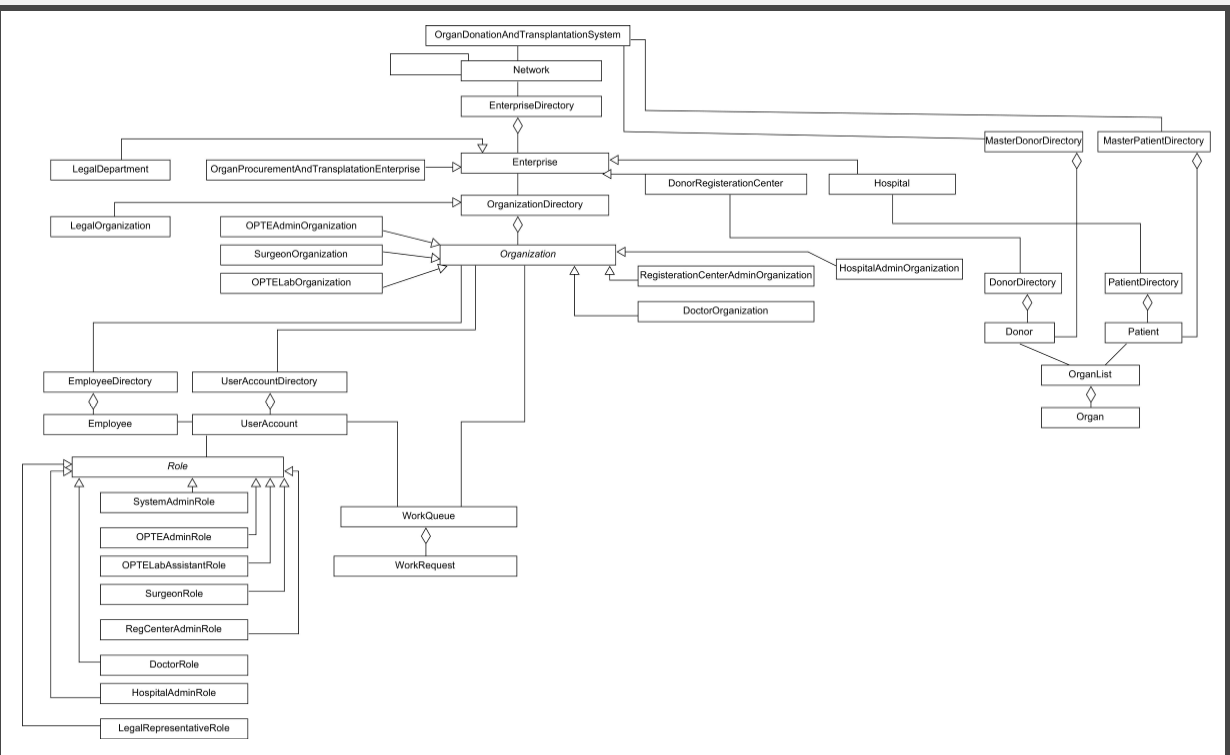 OrganDonationAndTransplantationSystem
Network
EnterpriseDirectory
MasterDonorDirectory
MasterPatientDirectory
Enterprise
LegalDepartment
OrganProcurementAndTransplatationEnterprise
DonorRegisterationCenter
Hospital
OrganizationDirectory
LegalOrganization
OPTEAdminOrganization
SurgeonOrganization
Organization
OPTELabOrganization
RegisterationCenterAdminOrganization
HospitalAdminOrganization
DonorDirectory
PatientDirectory
DoctorOrganization
Donor
Patient
OrganList
EmployeeDirectory
UserAccountDirectory
Organ
Employee
UserAccount
Role
SystemAdminRole
WorkQueue
OPTEAdminRole
OPTELabAssistantRole
WorkRequest
SurgeonRole
RegCenterAdminRole
DoctorRole
HospitalAdminRole
LegalRepresentativeRole